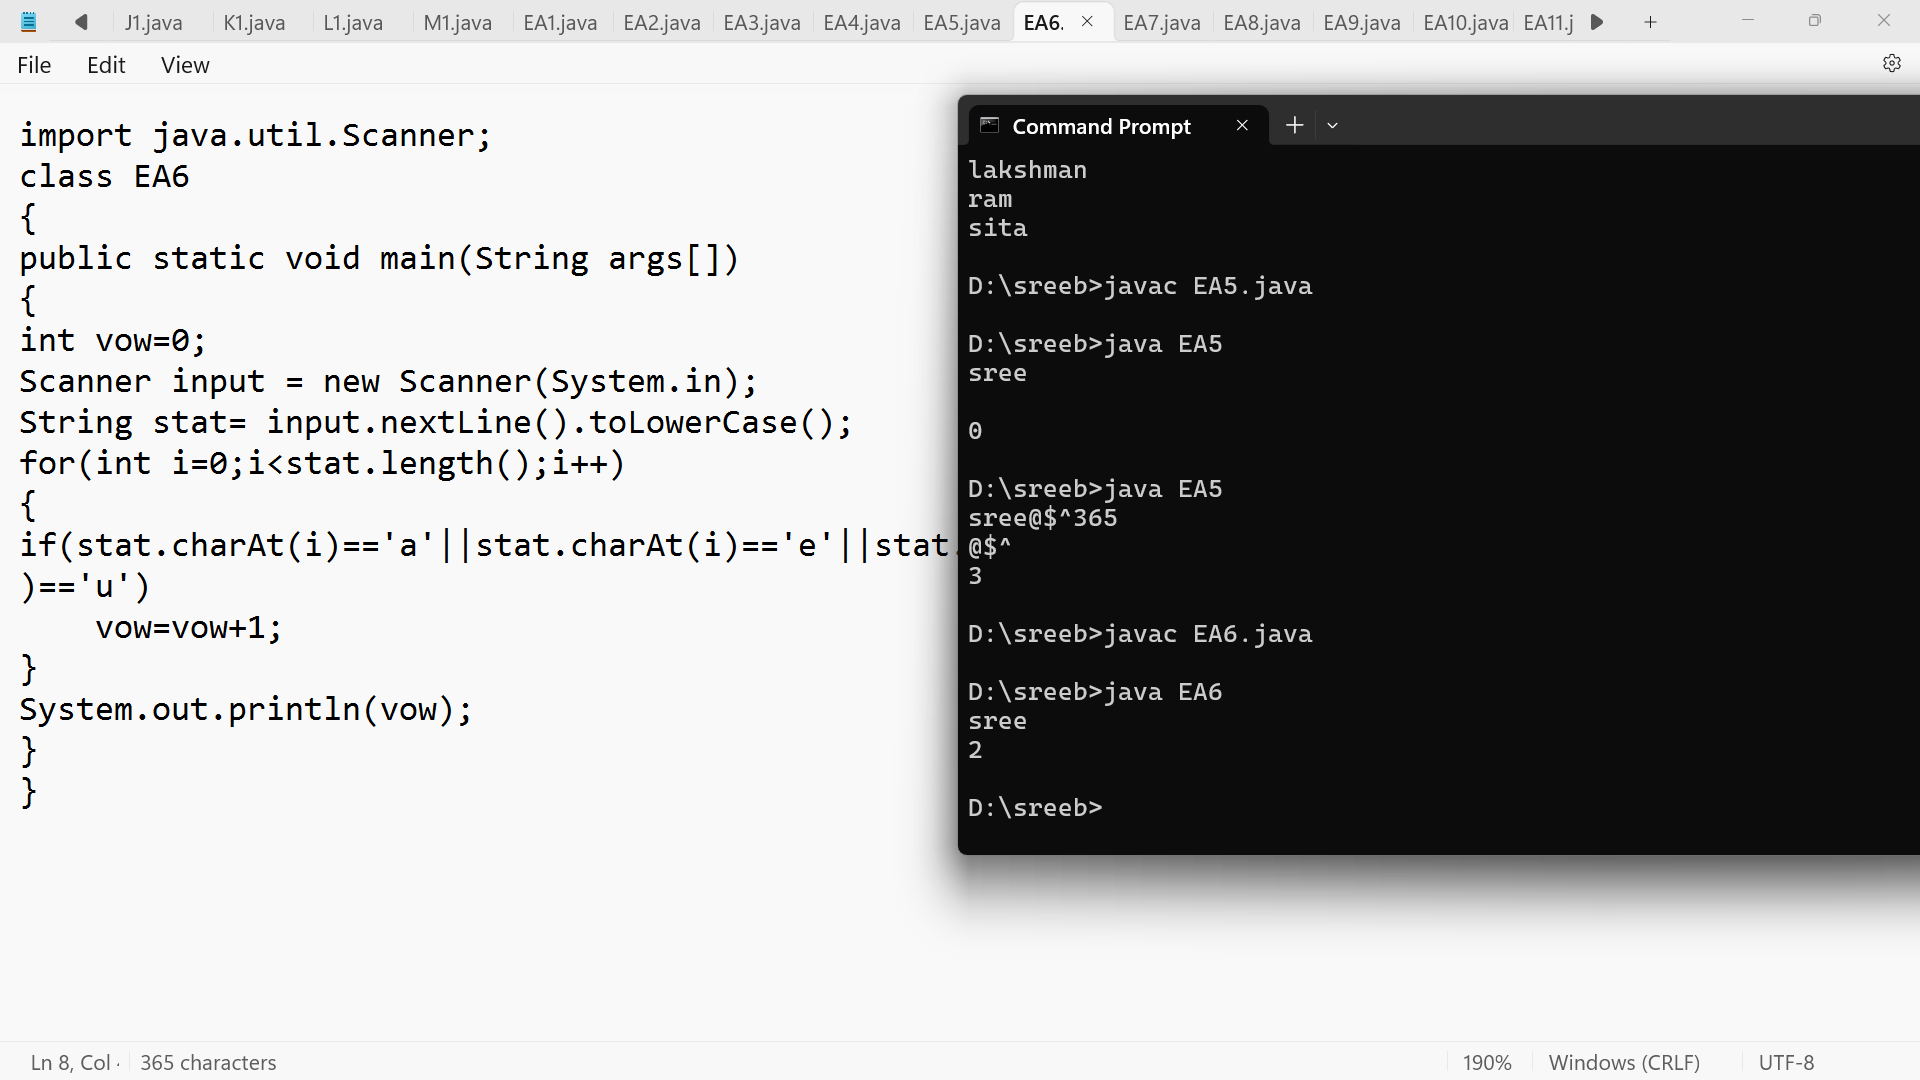 J1.java K1.java L1.java M1.java EA1.java EA2.java EA3.java EA4.java EA5.java EA6. EA7.java EA8.java EA9.java EA10.java EA11.j
File Edit View
import java.util.Scanner;
class EA6
{
public static void main(String args[])
{
int vow=0;
Scanner input = new Scanner(System.in);
String stat= input.nextLine().toLowerCase();
for(int i=0;i<stat.length();i++)
{
if(stat.charAt(i)=='a'||stat.charAt(i)=='e'||stat.
)=='u')
vow=vow+1;
}
System.out.println(vow);
}
}
Command Prompt
lakshman
ram
sita
D:\sreeb>javac EA5.java
D:\sreeb>java EA5
sree
0
D:\sreeb>java EA5
sree@$^365
@$^
3
D:\sreeb>javac EA6.java
D:\sreeb>java EA6
sree
2
D:\sreeb>
Ln 8, Col 365 characters 190% Windows (CRLF) UTF-8